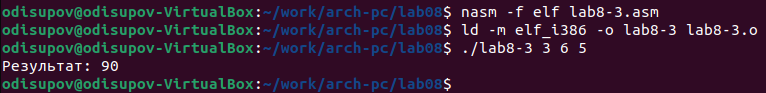 odisupov@odisupov-VirtualBox:~/work/arch-pc/lab08$ nasm -f elf lab8-3.asm
odisupov@odisupov-VirtualBox:~/work/arch-pc/lab08$ ld -m elf_i386 -o lab8-3 lab8-3.o
odisupov@odisupov-VirtualBox:~/work/arch-pc/lab08$ ./lab8-3 3 6 5
Результат: 90
odisupov@odisupov-VirtualBox:~/work/arch-pc/lab08$